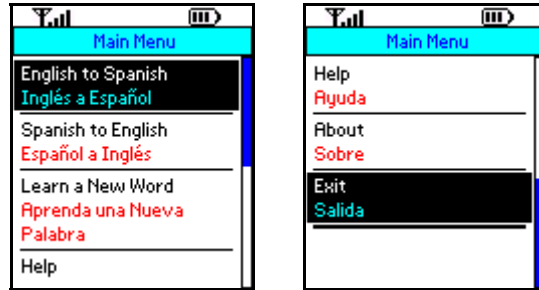 Main Menu
English to Spanish
Inglés a Español
Spanish to English
Español a Inglés
Learn a New Word
Aprenda una Nueva
Palabra
Help
Main Menu
Help
Ayuda
About
Sobre
Exit
Salida